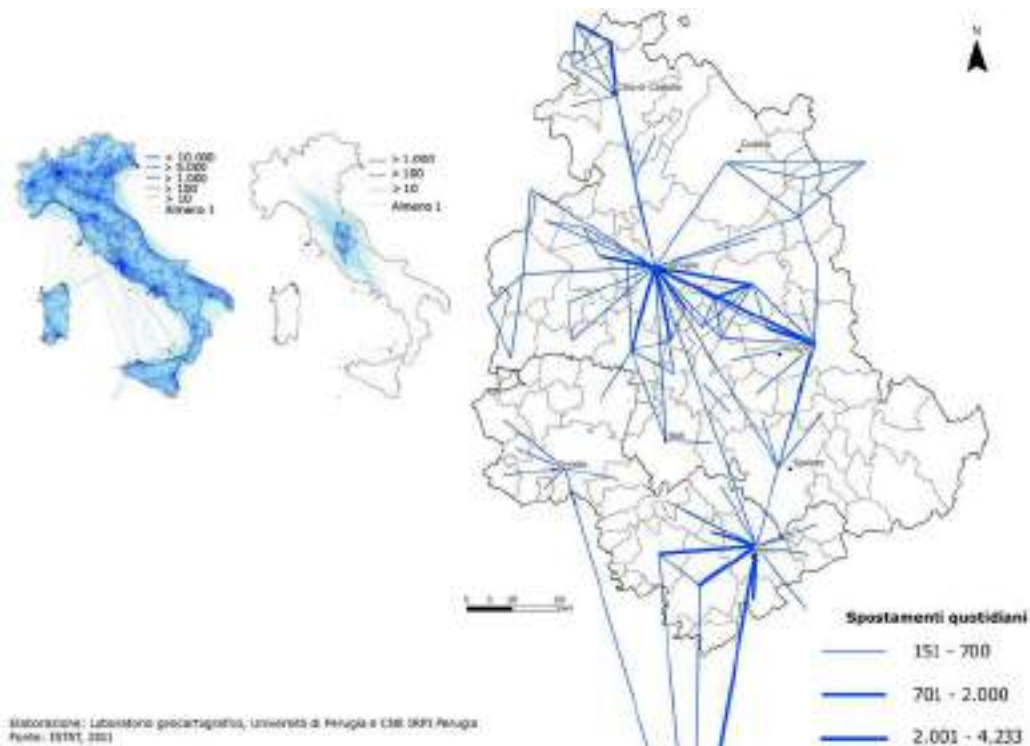 N
Città di Castello
> 10.000
> 5.000
> 1.000
> 100
> 10
Almeno 1
> 1.000
> 100
> 10
Almeno 1
Spoleto
Spostamenti quotidiani
151 - 700
701 - 2.000
2.001 - 4.233
Elaborazione: Laboratorio geocartografico, Università di Perugia e CNR IRPI Perugia
Fonte: ISTAT, 2011